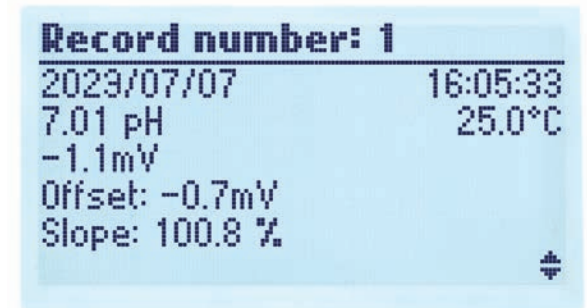 Record number: 1
2023/07/07 16:05:33
7.01 pH 25.0°C
-1.1mV
Offset: -0.7mV
Slope: 100.8 %